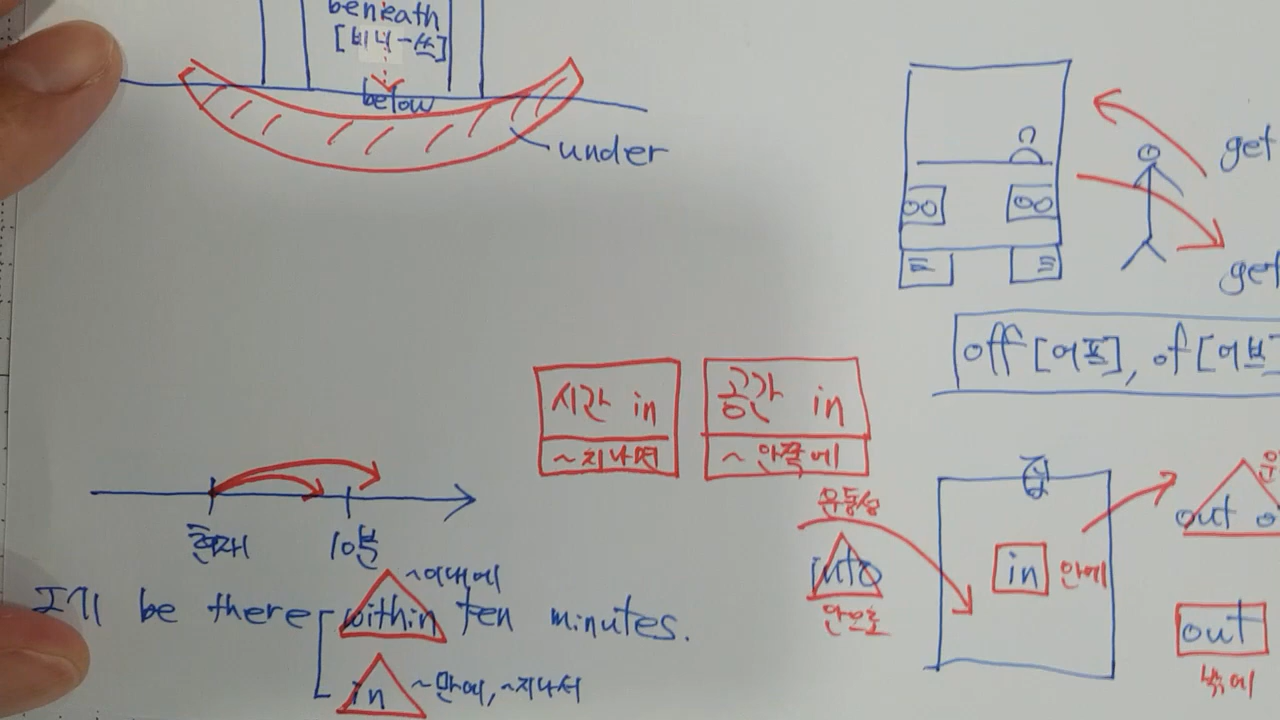 beneath
[비니-쓰]
below
under
get
get
off [어프], of [어브
시간 in
~지나면
공간 in
~안쪽에
현재
10분
~이내에
I'll be there within ten minutes.
in ~만에, ~지나서
운동성
into
안으로
집
in 안에
out o
out
밖에